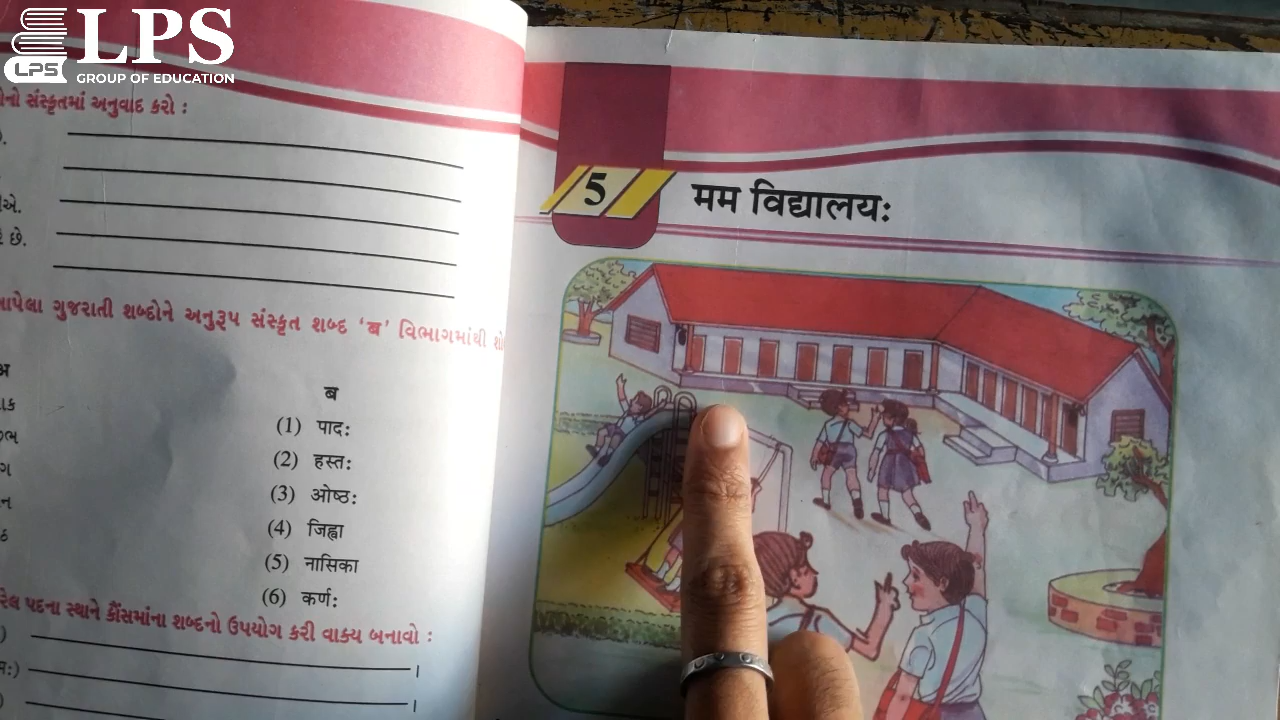 LPS
LPS
GROUP OF EDUCATION
સંસ્કૃતમાં અનુવાદ કરો :
છે.
ગુજરાતી શબ્દોને અનુરૂપ સંસ્કૃત શબ્દ ‘ब’ વિભાગમાંથી
ब
(1) पादः
(2) हस्तः
(3) ओष्ठः
(4) जिह्वा
(5) नासिका
(6) कर्णः
પદના સ્થાને કૌંસમાંના શબ્દનો ઉપયોગ કરી વાક્ય બનાવો :
5
मम विद्यालयः